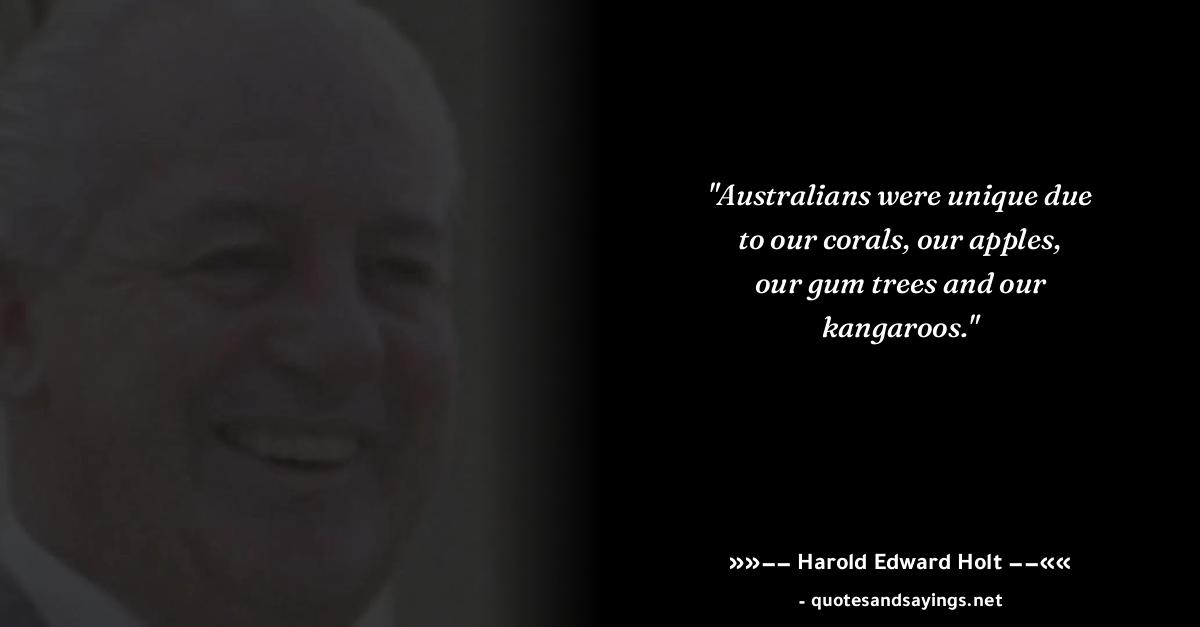 "Australians were unique due
to our corals, our apples,
our gum trees and our
kangaroos."
»»–– Harold Edward Holt ––««
- quotesandsayings.net